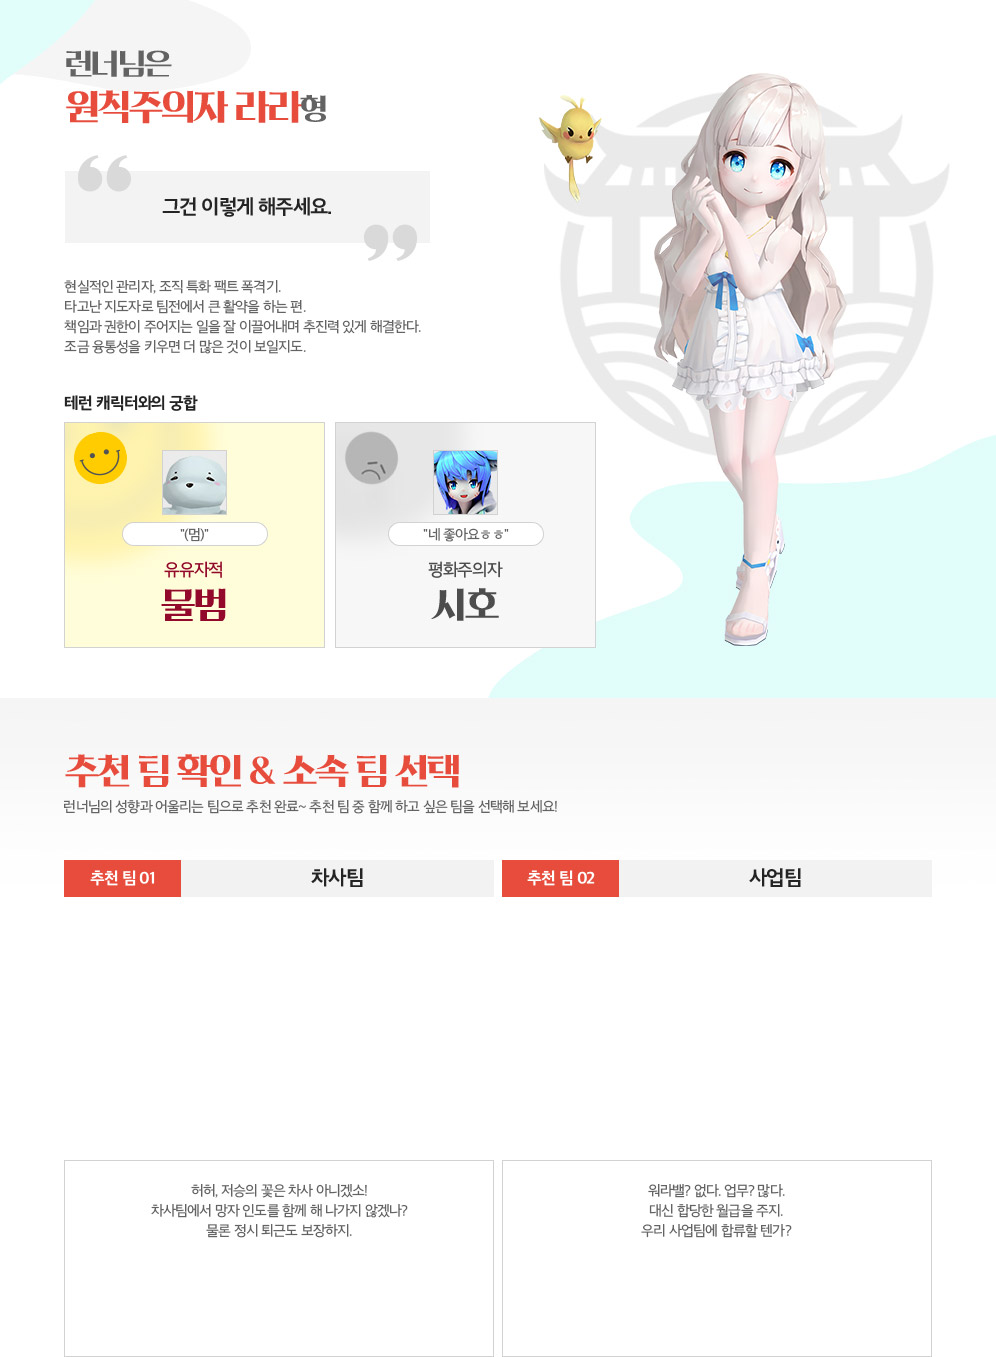 런너님은
원칙주의자 라라형
그건 이렇게 해주세요.
현실적인 관리자, 조직 특화 팩트 폭격기.
타고난 지도자로 팀전에서 큰 활약을 하는 편.
책임과 권한이 주어지는 일을 잘 이끌어내며 추진력 있게 해결한다.
조금 융통성을 키우면 더 많은 것이 보일지도.
테런 캐릭터와의 궁합
"(멈)"
유유자적
물범
"네 좋아요ㅎㅎ"
평화주의자
시호
추천 팀 확인 & 소속 팀 선택
런너님의 성향과 어울리는 팀으로 추천 완료~ 추천 팀 중 함께 하고 싶은 팀을 선택해 보세요!
추천 팀 01
차사팀
추천 팀 02
사업팀
허허, 저승의 꽃은 차사 아니겠소!
차사팀에서 망자 인도를 함께 해 나가지 않겠나?
물론 정시 퇴근도 보장하지.
워라밸? 없다. 업무? 많다.
대신 합당한 월급을 주지.
우리 사업팀에 합류할 텐가?